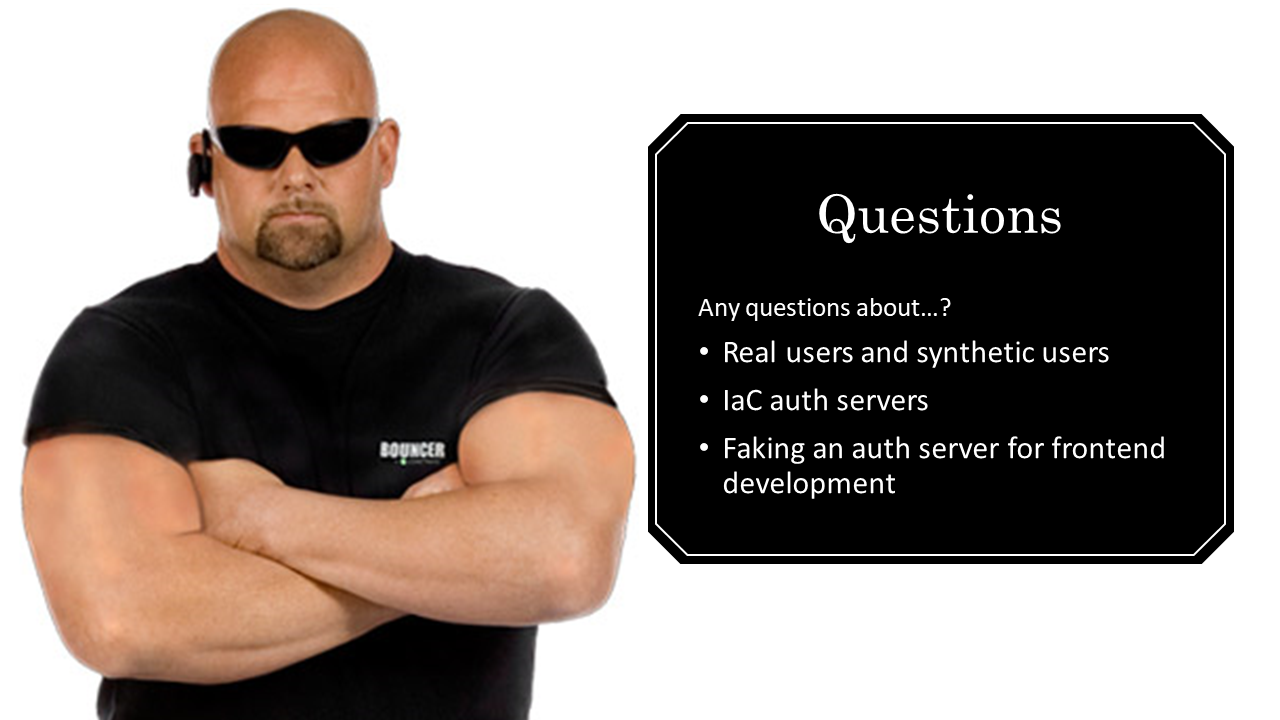 Questions
Any questions about...?
• Real users and synthetic users
• IaC auth servers
• Faking an auth server for frontend
development
BOUNCER